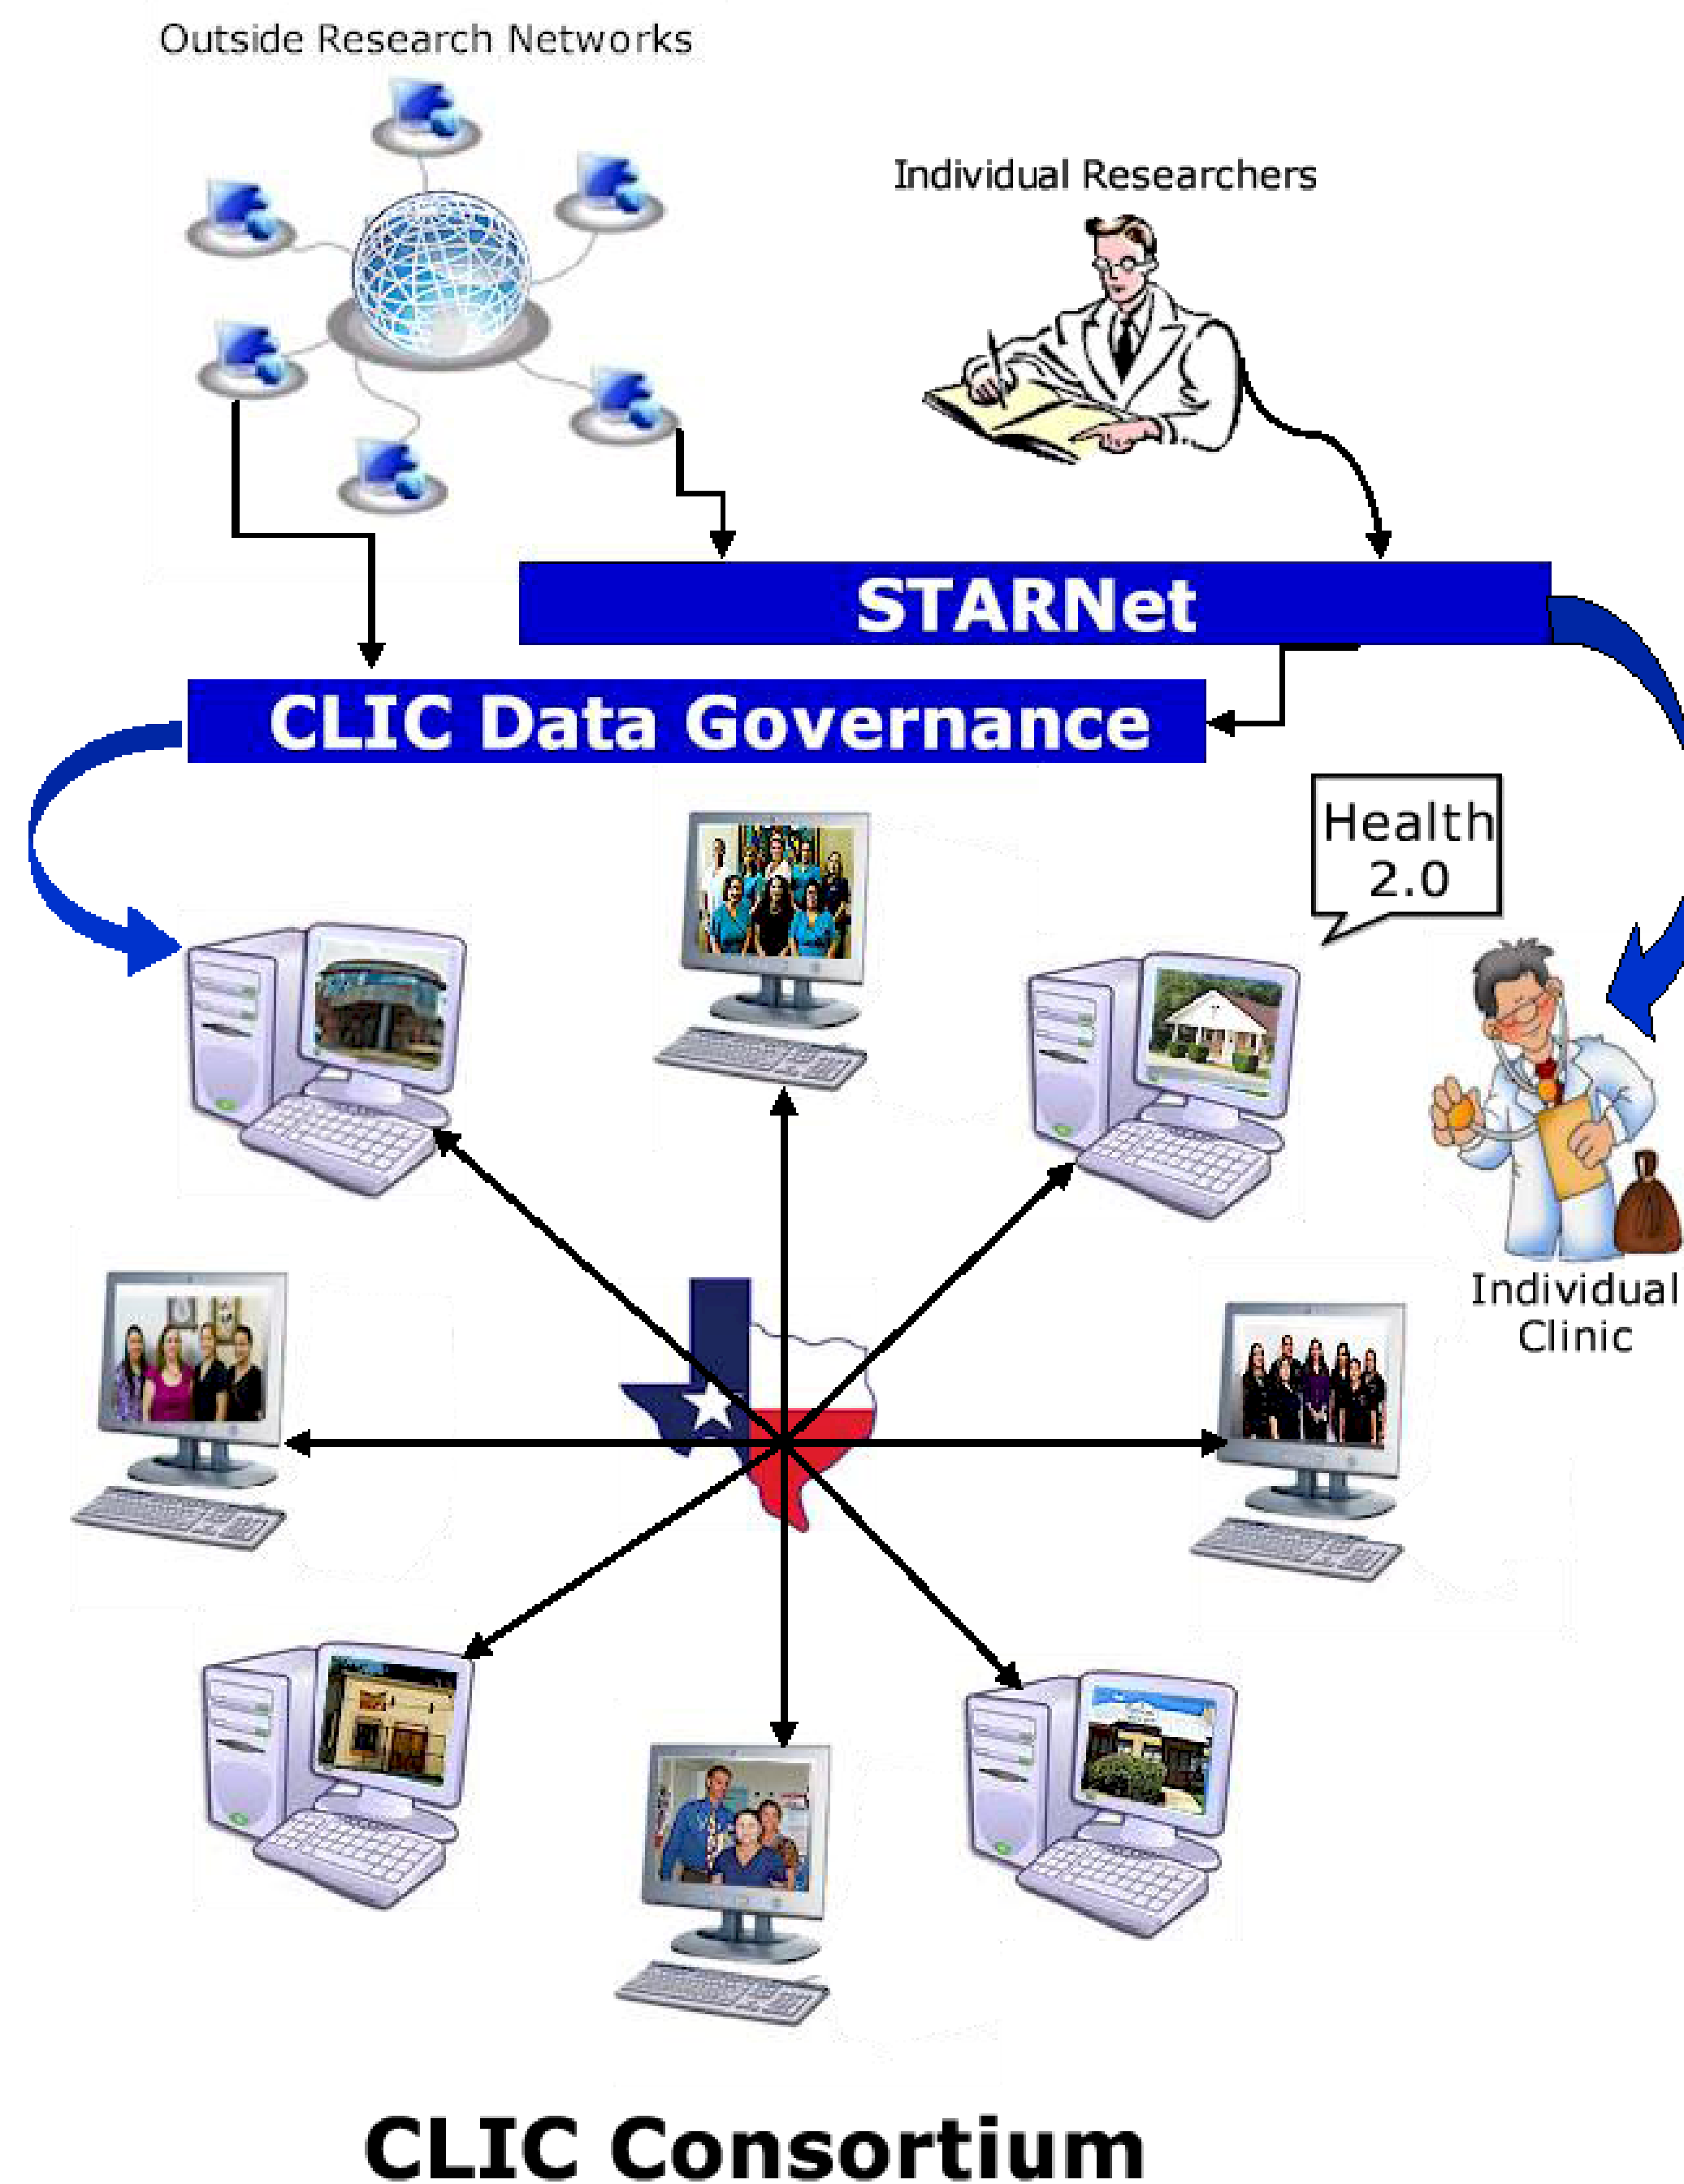 Outside Research Networks
Individual Researchers
STARNet
CLIC Data Governance
Health
2.0
Individual
Clinic
CLIC Consortium